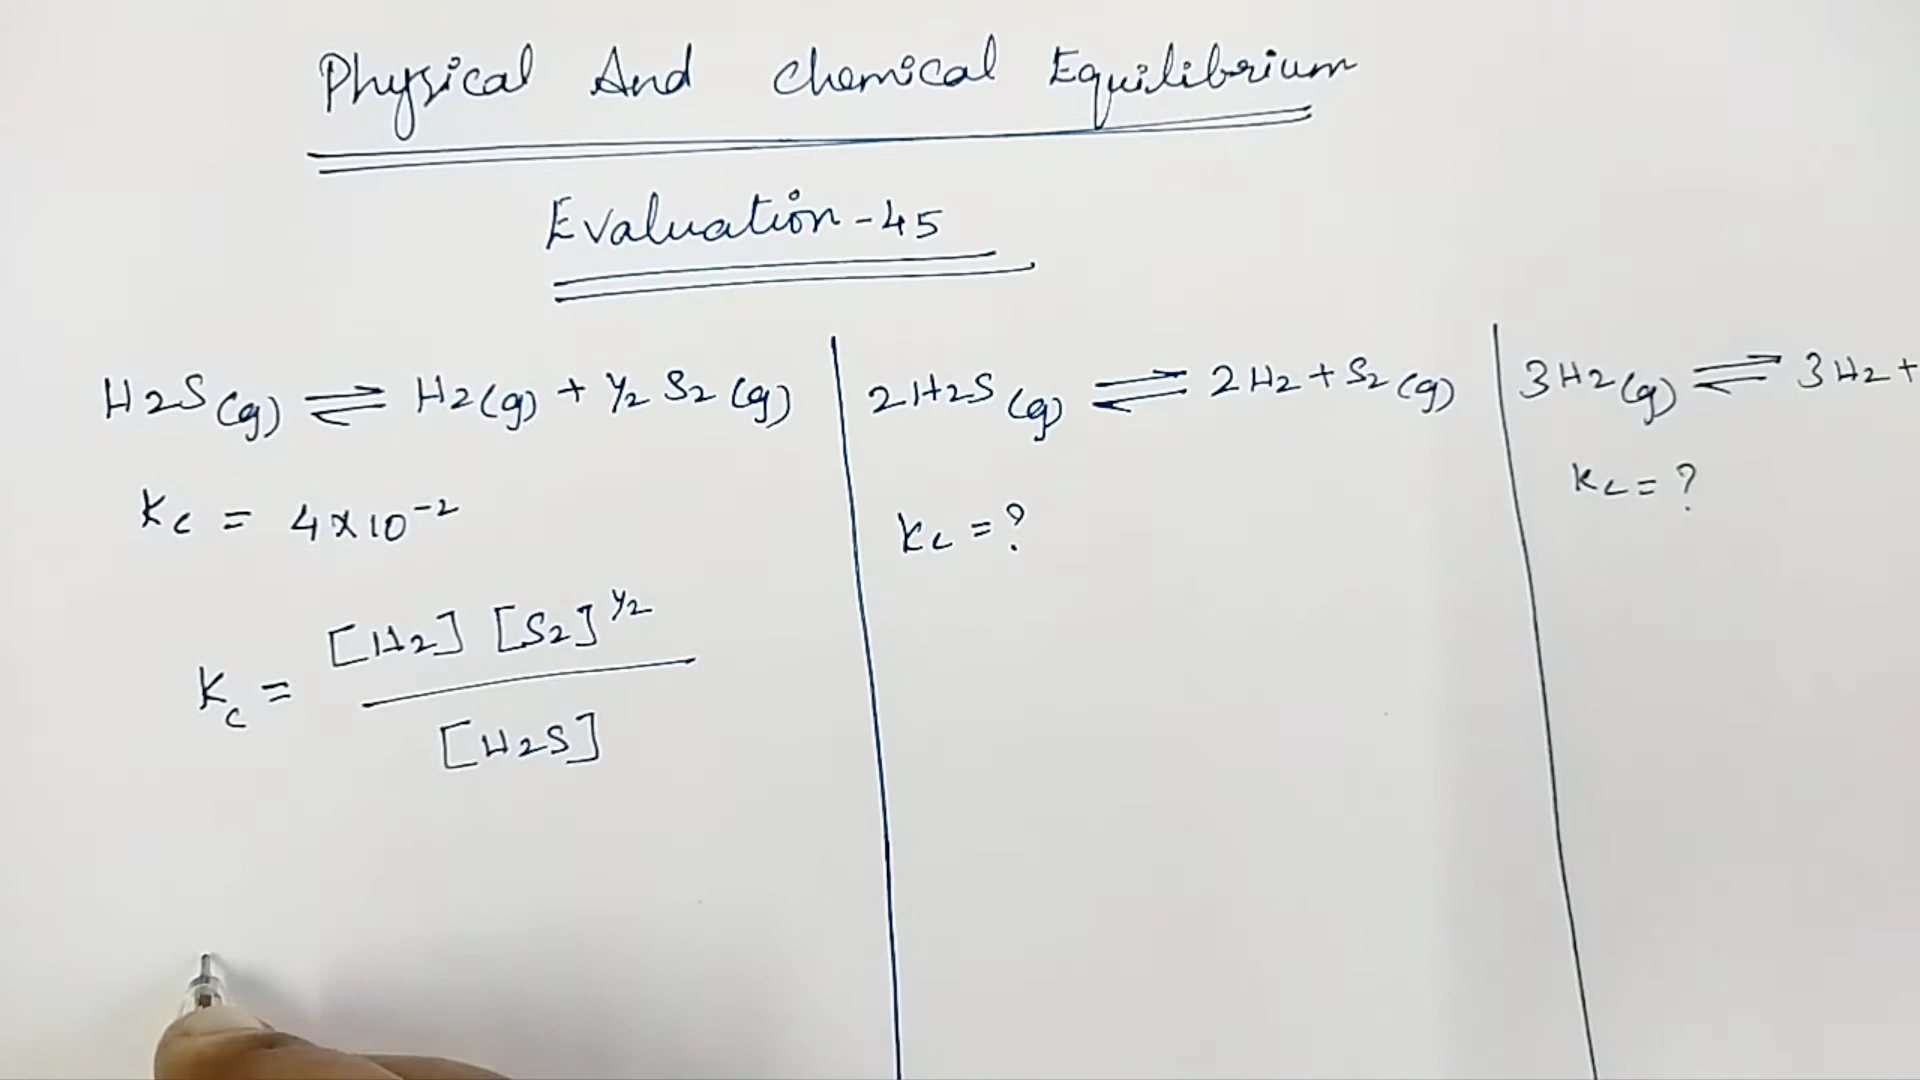 Physical And Chemical Equilibrium
Evaluation-45
H2S(g) ⇌ H2(g) + 1/2 S2(g)
Kc = 4×10^-2
Kc = [H2] [S2]^1/2 / [H2S]
2H2S(g) ⇌ 2H2 + S2(g)
Kc = ?
3H2(g) ⇌ 3H2 +
Kc = ?